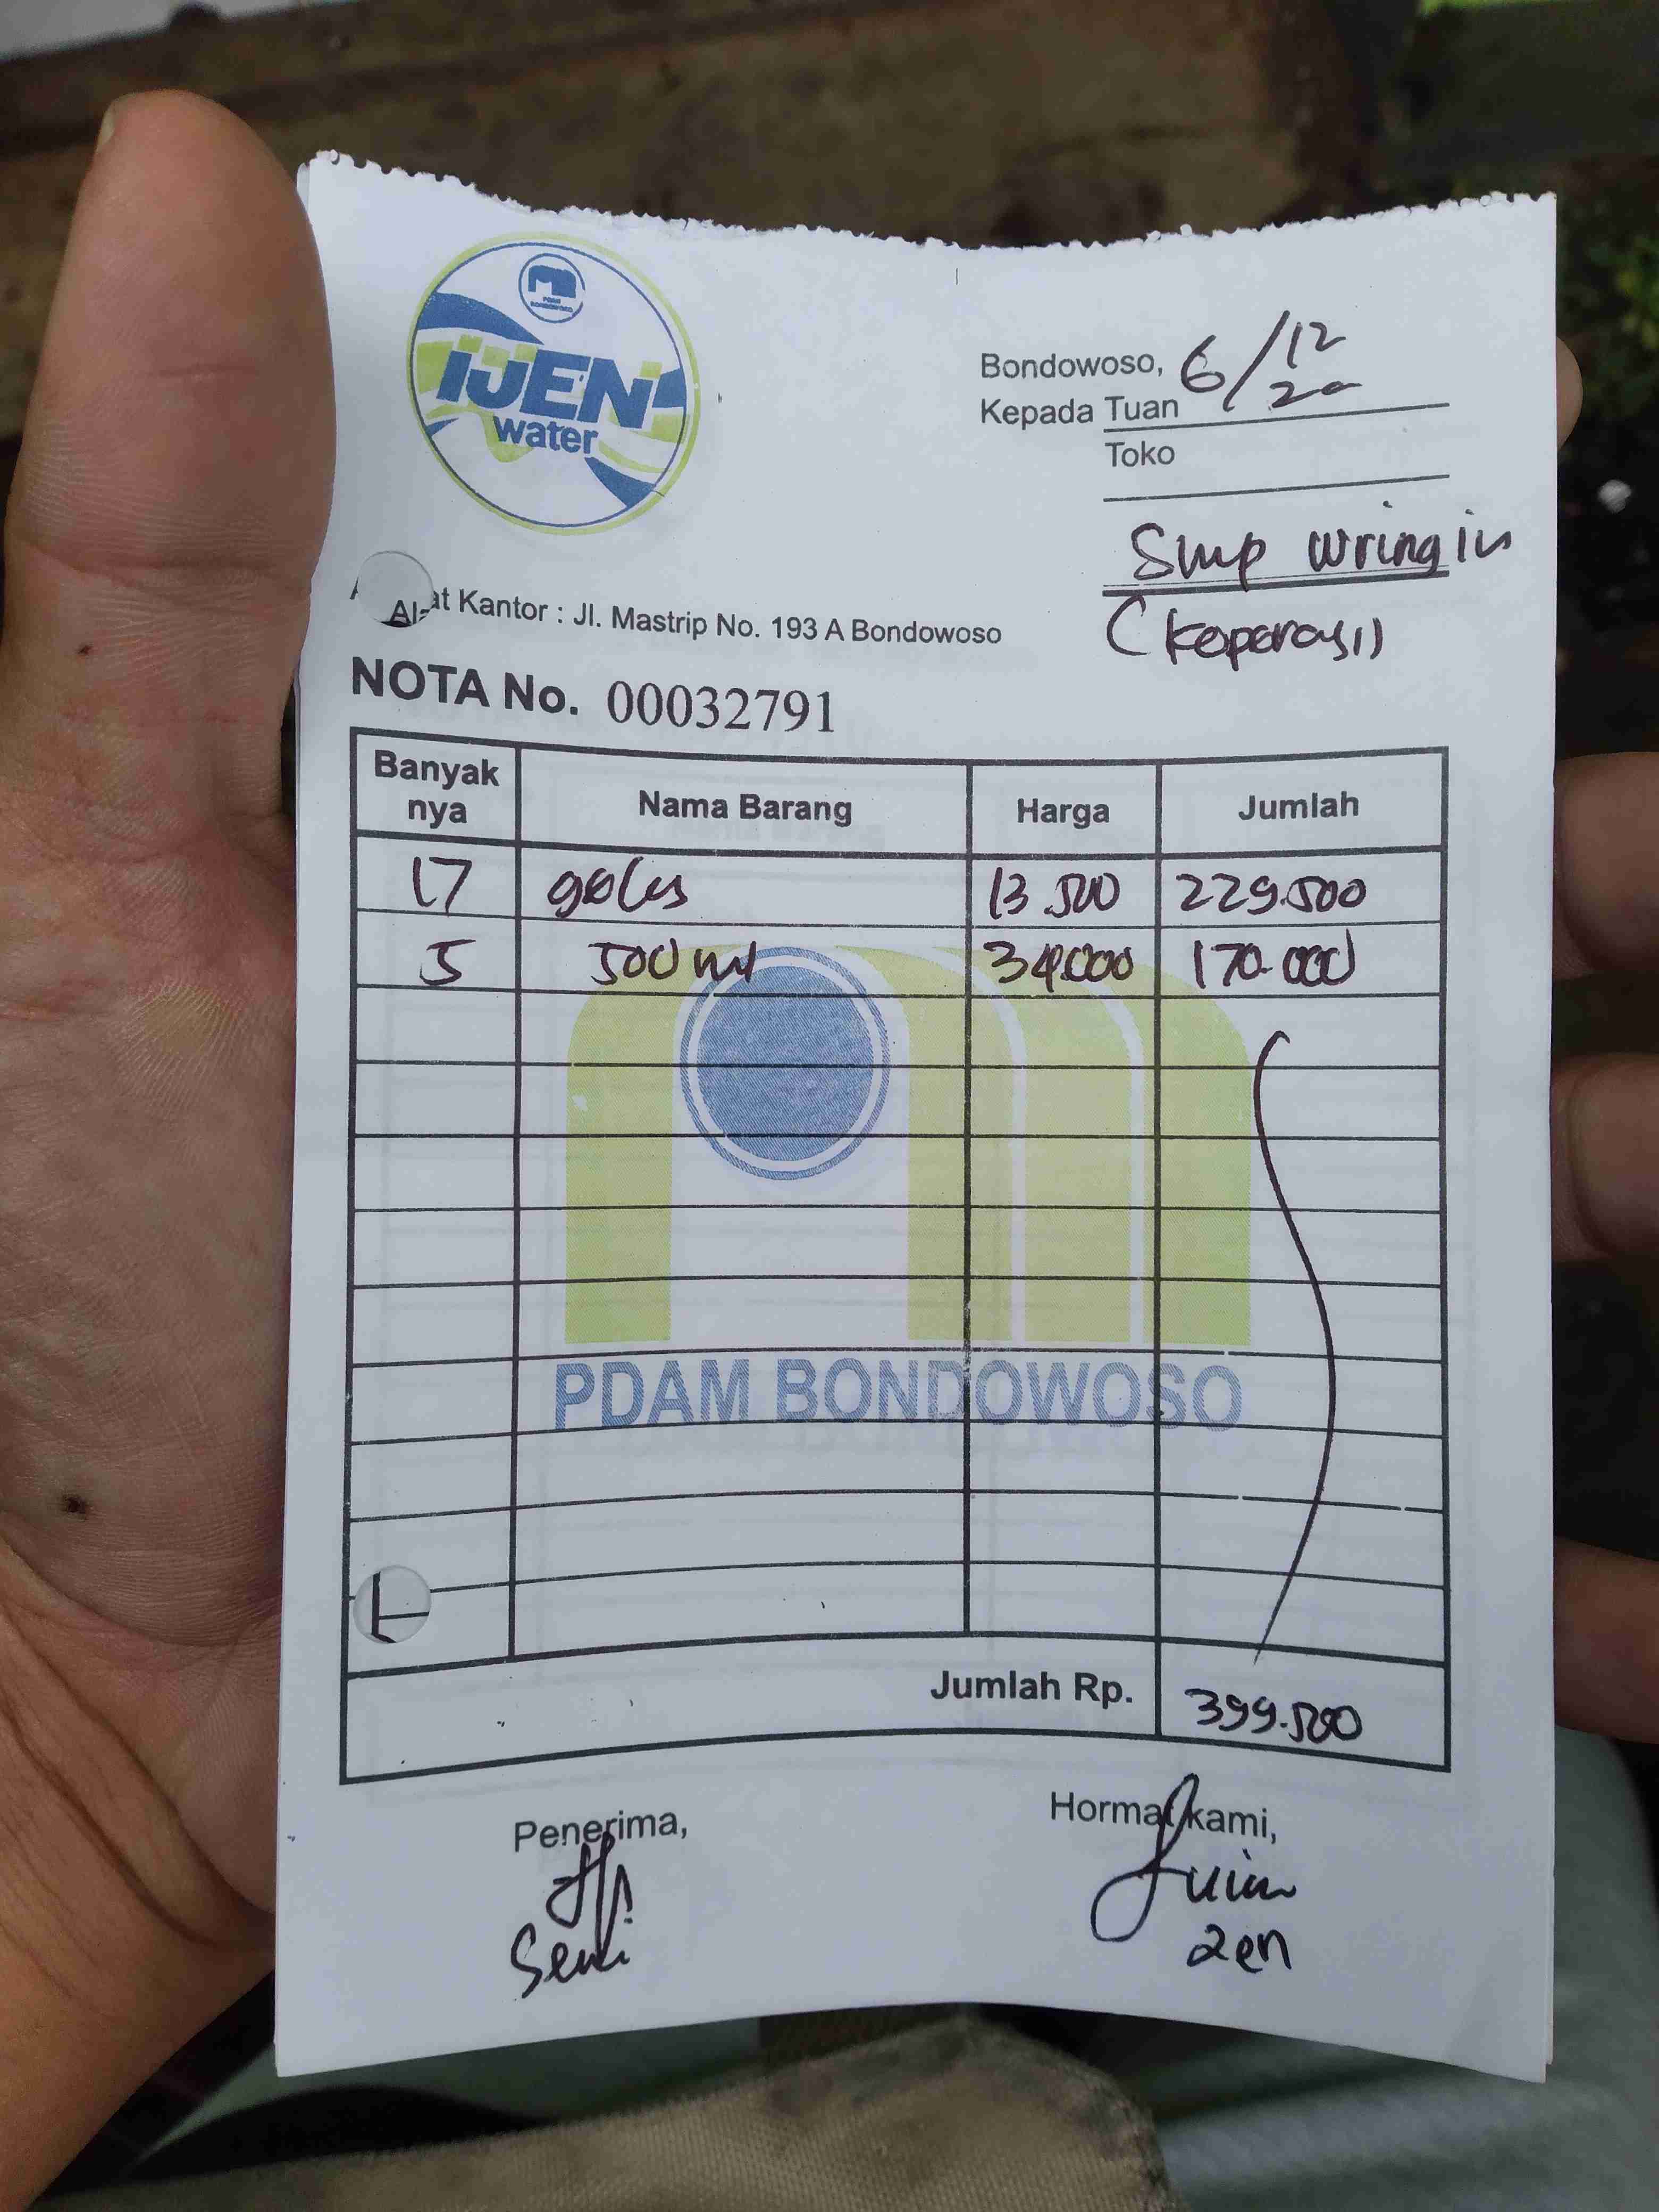 PDAM
BONDOWOSO
IJEN
water
Bondowoso, 6/12 20
Kepada Tuan
Toko
Smp wringin
(Koperasi)
Al at Kantor : Jl. Mastrip No. 193 A Bondowoso
NOTA No. 00032791
Banyak nya Nama Barang Harga Jumlah
17 gelas 13.500 229.500
5 500 ml 34.000 170.000
PDAM BONDOWOSO
Jumlah Rp. 399.500
Penerima, Hormat kami,
zen